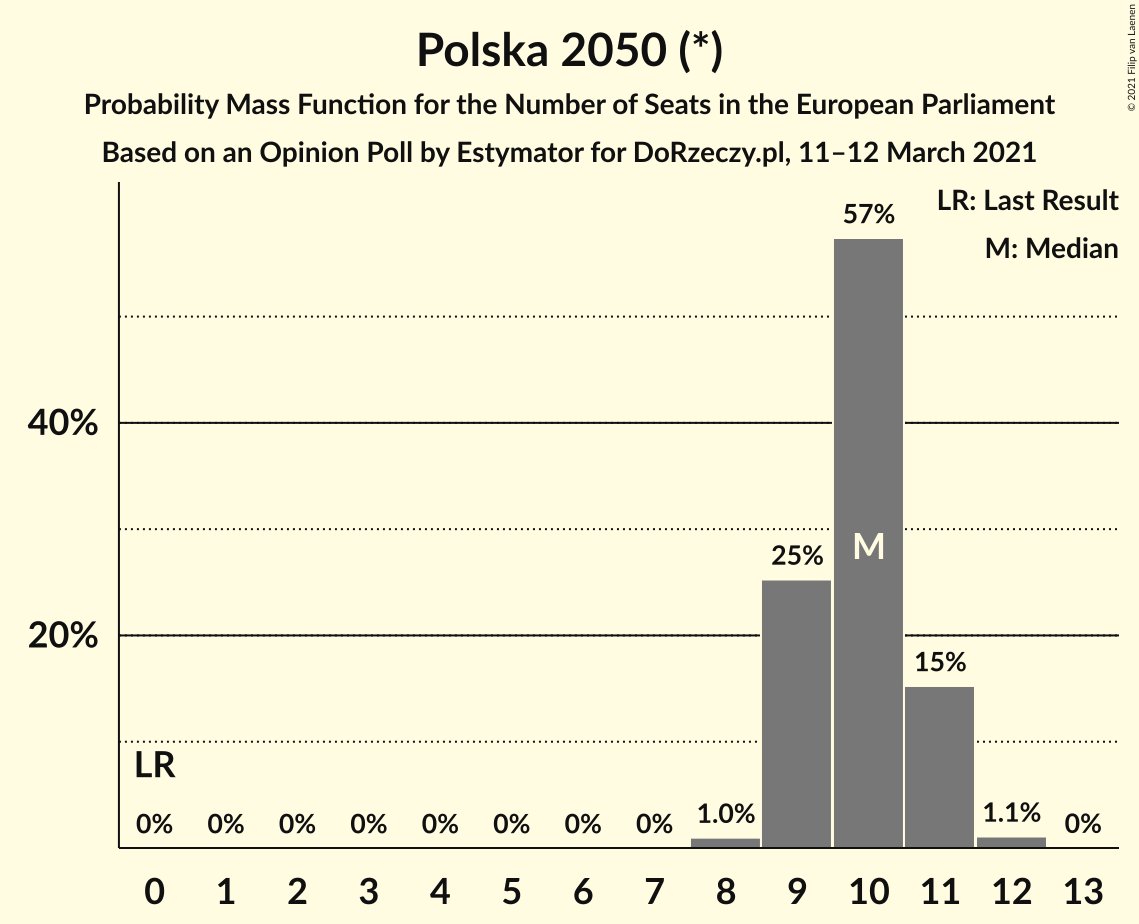 Polska 2050 (*)
Probability Mass Function for the Number of Seats in the European Parliament
Based on an Opinion Poll by Estymator for DoRzeczy.pl, 11–12 March 2021
© 2021 Filip van Laenen
LR: Last Result
M: Median
57%
40%
M
25%
20%
15%
LR
0% 0% 0% 0% 0% 0% 0% 0% 1.0% 1.1% 0%
0 1 2 3 4 5 6 7 8 9 10 11 12 13